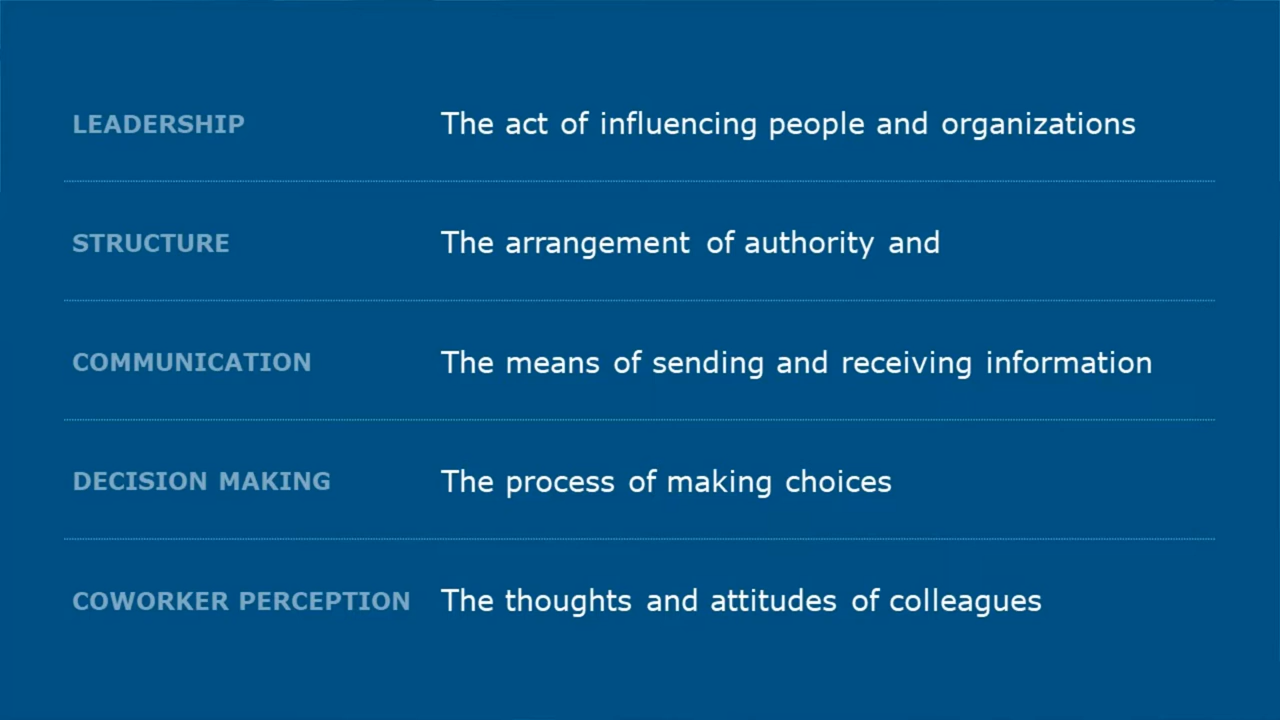 LEADERSHIP The act of influencing people and organizations
STRUCTURE The arrangement of authority and
COMMUNICATION The means of sending and receiving information
DECISION MAKING The process of making choices
COWORKER PERCEPTION The thoughts and attitudes of colleagues